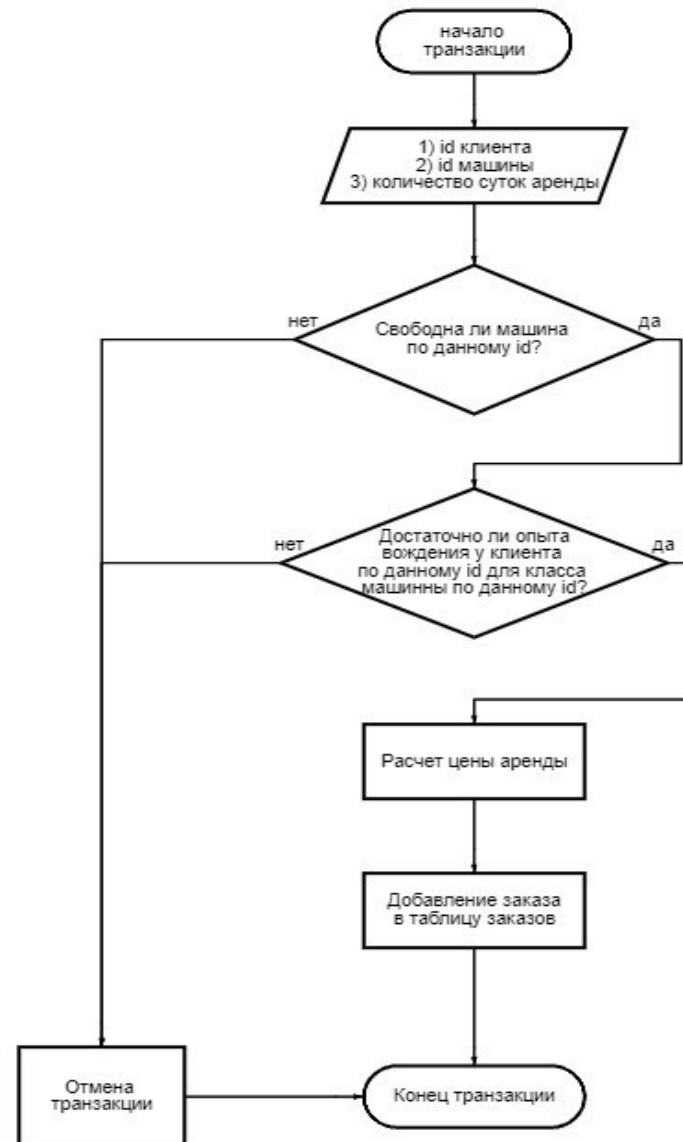 начало
транзакции
1) id клиента
2) id машины
3) количество суток аренды
нет
Свободна ли машина
по данному id?
да
нет
Достаточно ли опыта
вождения у клиента
по данному id для класса
машинны по данному id?
да
Расчет цены аренды
Добавление заказа
в таблицу заказов
Отмена
транзакции
Конец транзакции